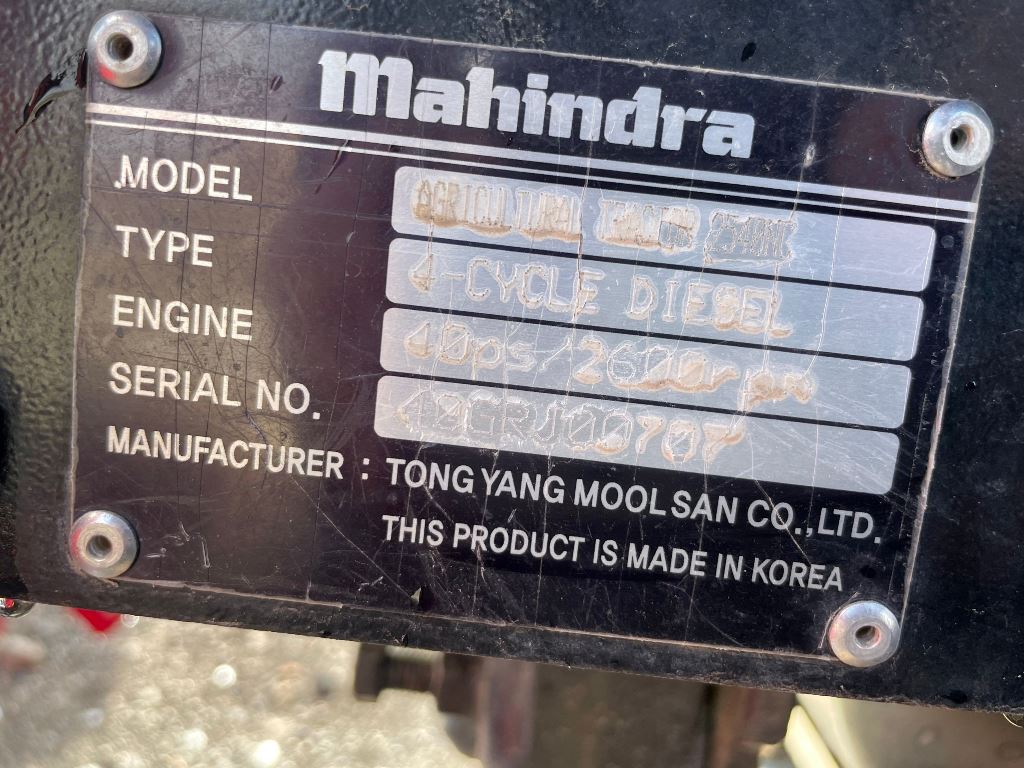 Mahindra
MODEL AGRICULTURAL TRACTOR
TYPE 4-CYCLE DIESEL
ENGINE 40ps/2600rpm
SERIAL NO.
MANUFACTURER : TONG YANG MOOLSAN CO.,LTD.
THIS PRODUCT IS MADE IN KOREA